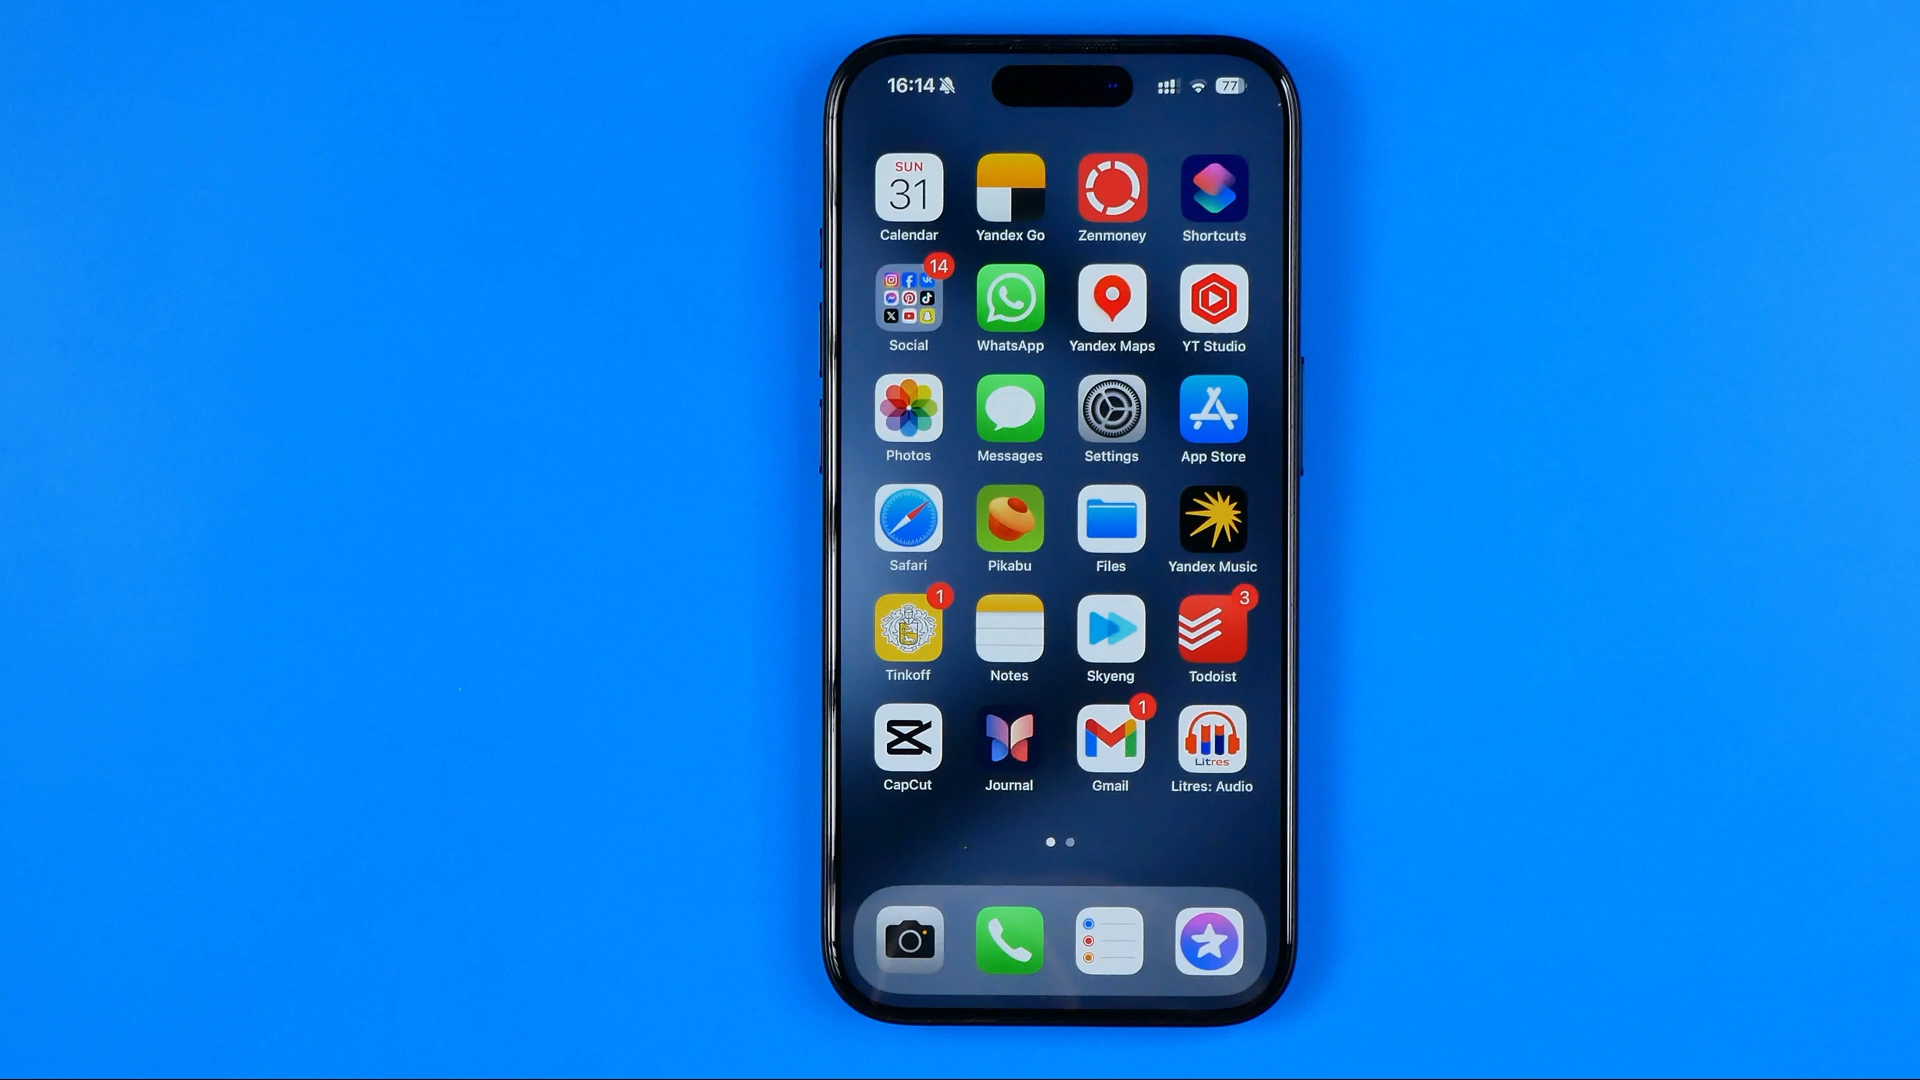 16:14 77
SUN
31
Calendar Yandex Go Zenmoney Shortcuts
14
Social WhatsApp Yandex Maps YT Studio
Photos Messages Settings App Store
Safari Pikabu Files Yandex Music
1 3
Tinkoff Notes Skyeng Todoist
1
Litres
CapCut Journal Gmail Litres: Audio